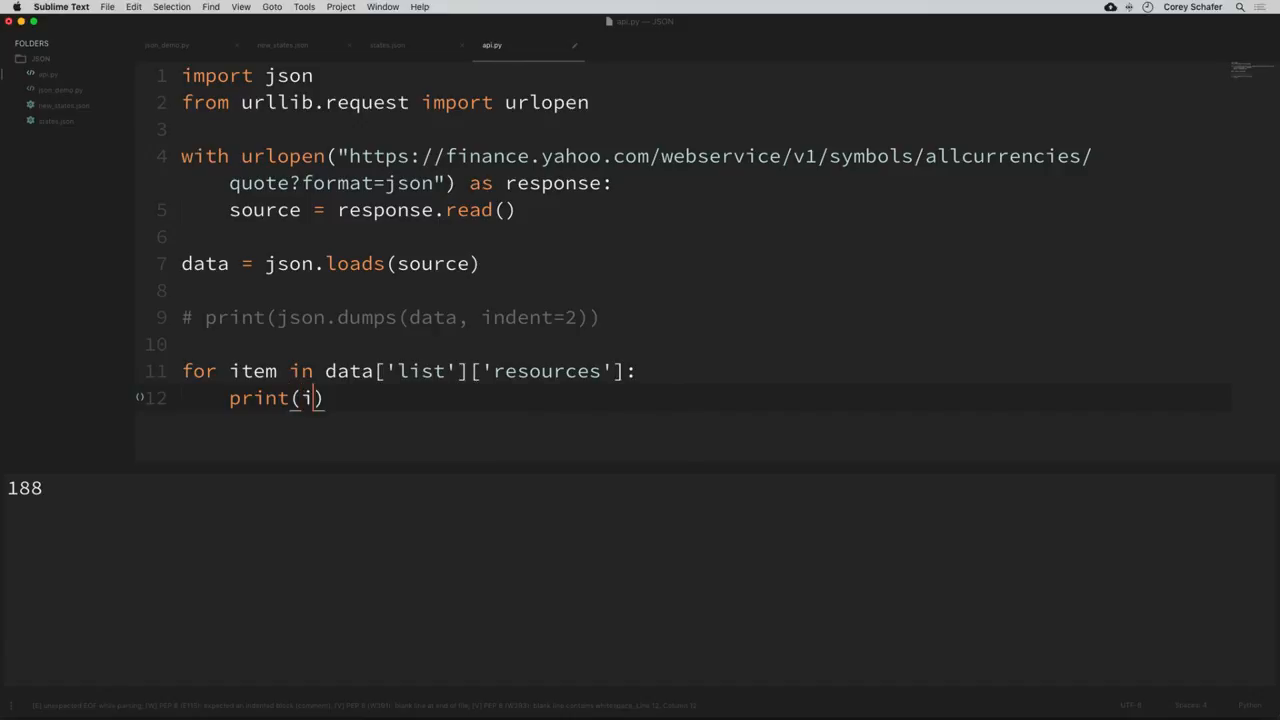 Sublime Text File Edit Selection Find View Goto Tools Project Window Help Corey Schafer
api.py — JSON
FOLDERS
JSON
api.py
json_demo.py
new_states.json
states.json
json_demo.py new_states.json states.json api.py
1 import json
2 from urllib.request import urlopen
3
4 with urlopen("https://finance.yahoo.com/webservice/v1/symbols/allcurrencies/
quote?format=json") as response:
5 source = response.read()
6
7 data = json.loads(source)
8
9 # print(json.dumps(data, indent=2))
10
11 for item in data['list']['resources']:
12 print(i)
188
UTF-8 Spaces: 4 Python